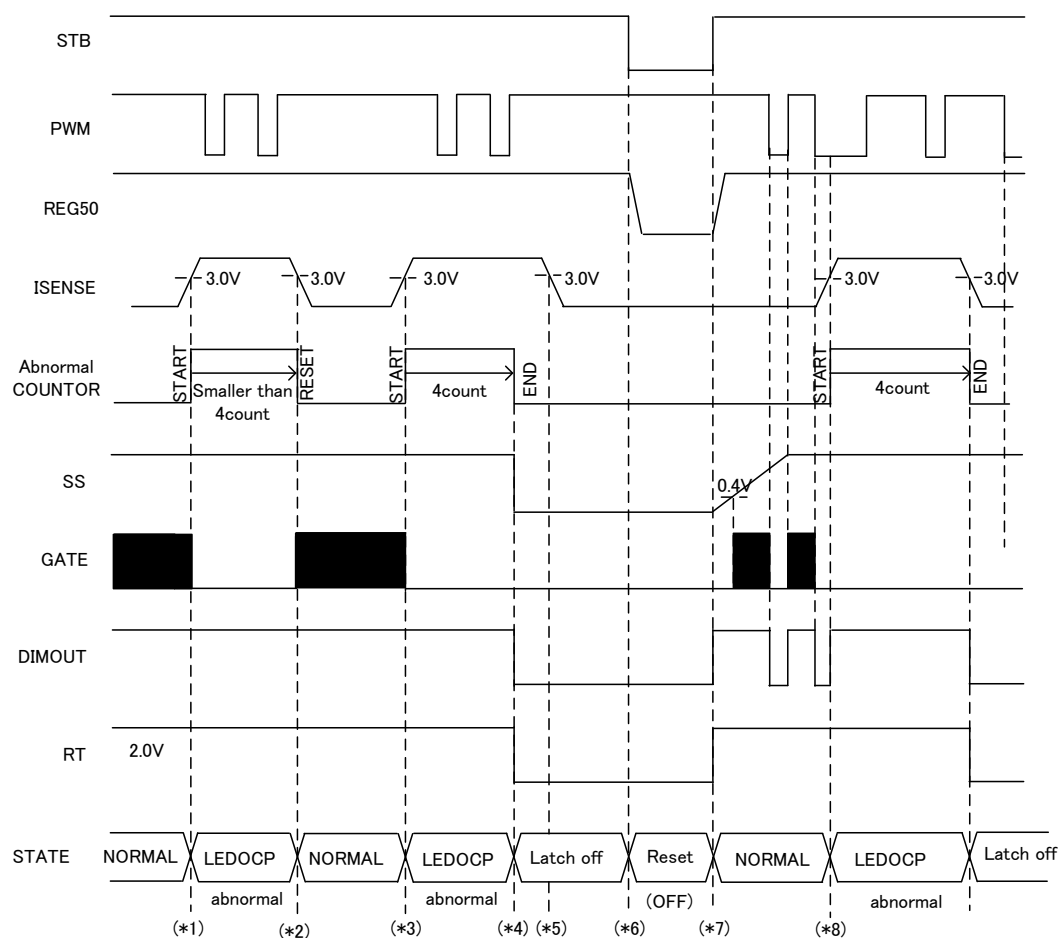 STB
PWM
REG50
ISENSE
3.0V
3.0V
3.0V
3.0V
3.0V
3.0V
Abnormal
COUNTOR
START
Smaller than
4count
RESET
START
4count
END
START
4count
END
SS
0.4V
GATE
DIMOUT
RT
2.0V
STATE
NORMAL
LEDOCP
NORMAL
LEDOCP
Latch off
Reset
NORMAL
LEDOCP
Latch off
abnormal
abnormal
(OFF)
abnormal
(*1)
(*2)
(*3)
(*4)
(*5)
(*6)
(*7)
(*8)